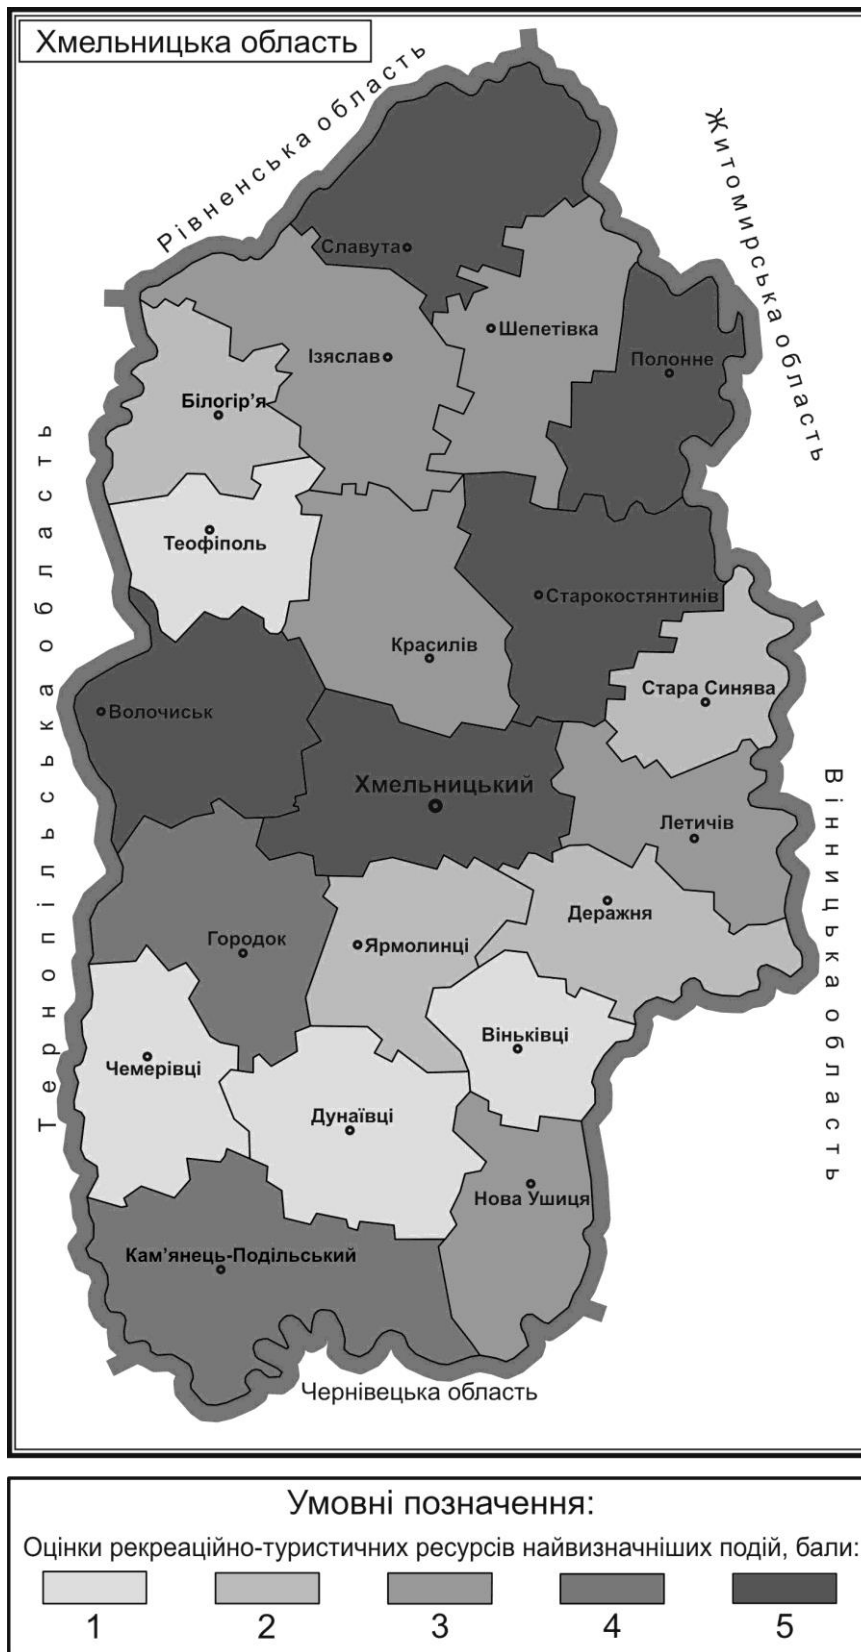 Хмельницька область
Рівненська область
Житомирська область
Славута
Шепетівка
Ізяслав
Полонне
Білогір’я
Теофіполь
Старокостянтинів
Красилів
Стара Синява
Волочиськ
Хмельницький
Летичів
Деражня
Городок
Ярмолинці
Віньківці
Чемерівці
Дунаївці
Нова Ушиця
Кам’янець-Подільський
Тернопільська область
Вінницька область
Чернівецька область
Умовні позначення:
Оцінки рекреаційно-туристичних ресурсів найвизначніших подій, бали:
1 2 3 4 5